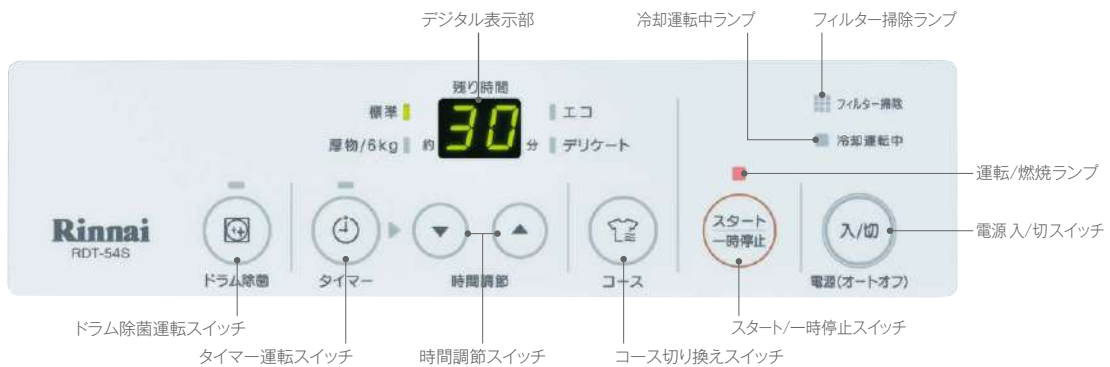 デジタル表示部
冷却運転中ランプ
フィルター掃除ランプ
残り時間
標準
エコ
厚物/6kg
約
30
分
デリケート
フィルター掃除
冷却運転中
運転/燃焼ランプ
Rinnai
RDT-54S
スタート
一時停止
入/切
電源入/切スイッチ
ドラム除菌
タイマー
時間調節
コース
電源(オートオフ)
ドラム除菌運転スイッチ
スタート/一時停止スイッチ
タイマー運転スイッチ
時間調節スイッチ
コース切り換えスイッチ